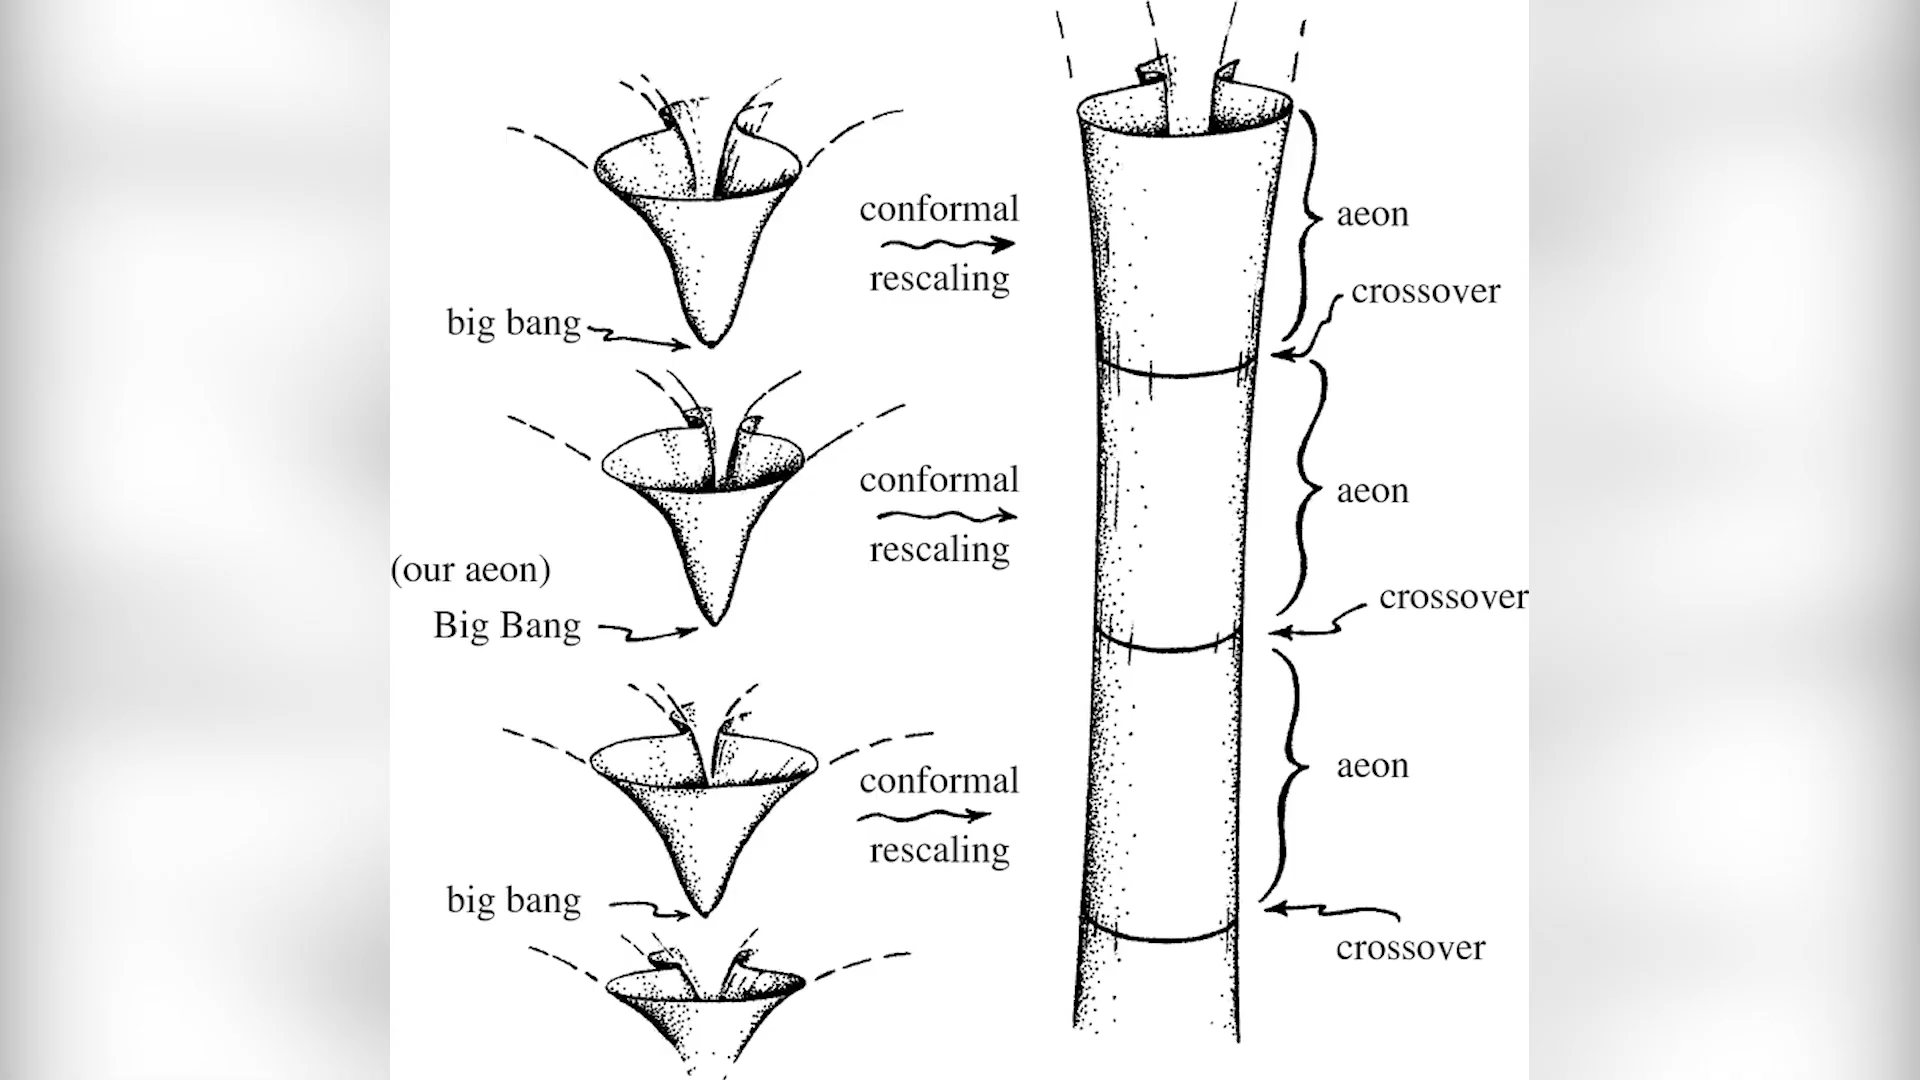 conformal
rescaling
big bang
conformal
rescaling
(our aeon)
Big Bang
conformal
rescaling
big bang
aeon
crossover
aeon
crossover
aeon
crossover